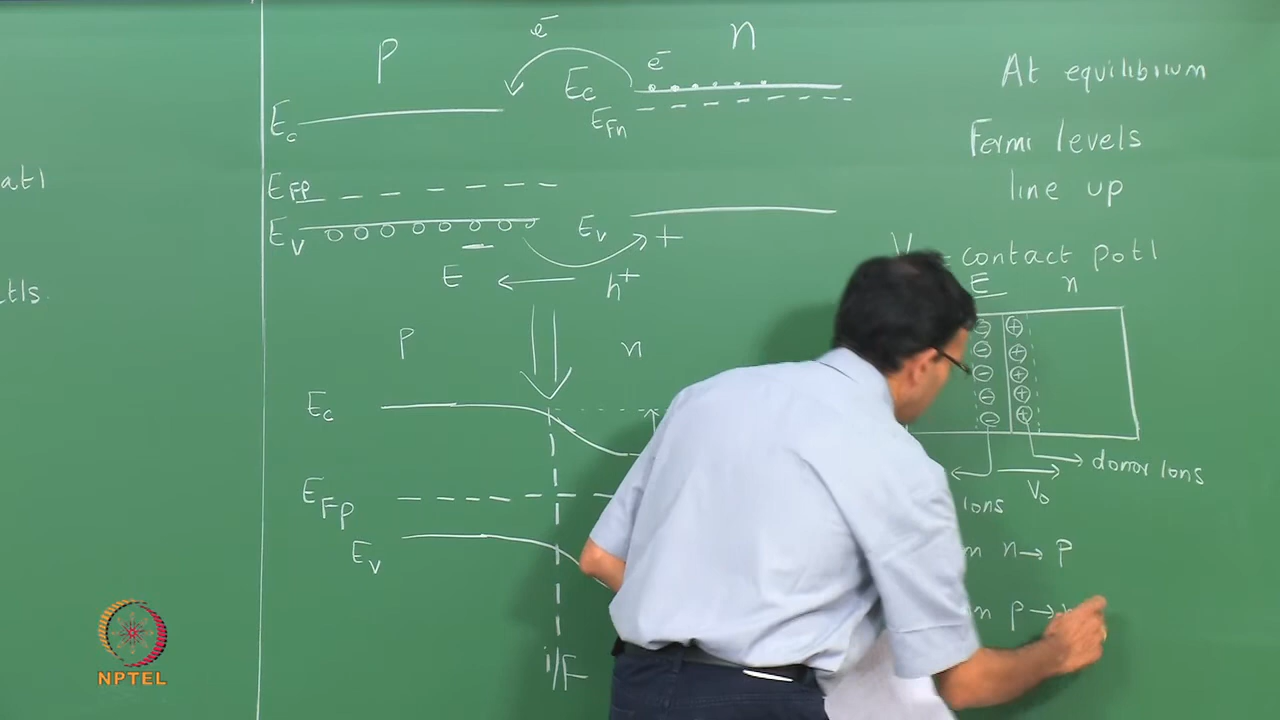 atl
tls.
P
e⁻
n
e⁻
Ec
EFn
Ec
EFp
Ev
Ev
+
E ← h⁺
P
n
Ec
EFp
Ev
i/F
At equilibrium
Fermi levels
line up
V = contact potl
E
n
- +
- +
- +
- +
- +
→ donor ions
ions
V₀
n → p
p → n
NPTEL